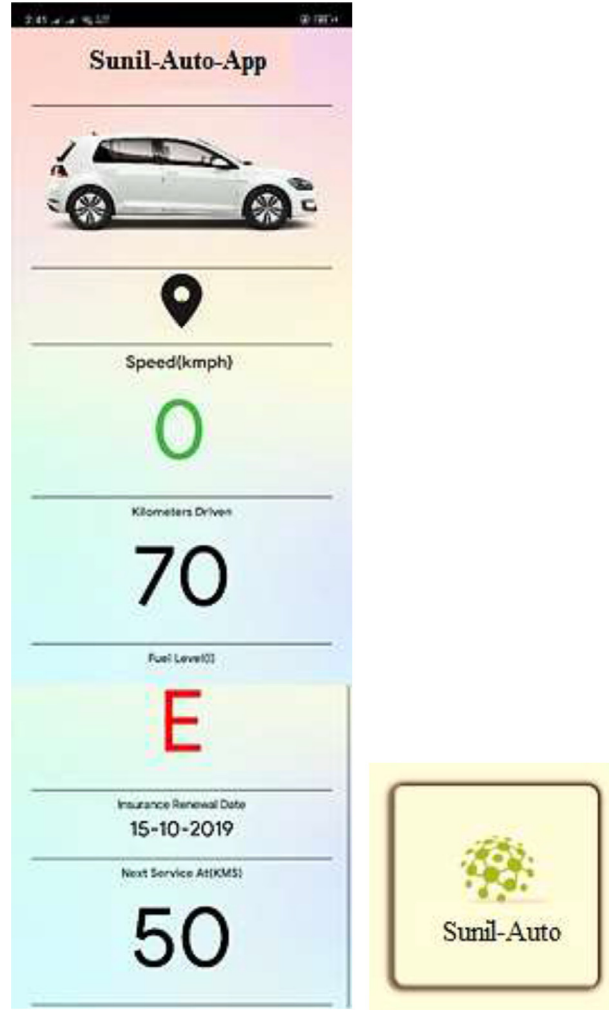 Sunil-Auto-App
Speed(kmph)
0
Kilometers Driven
70
Fuel Level(l)
E
Insurance Renewal Date
15-10-2019
Next Service At(KMS)
50
Sunil-Auto